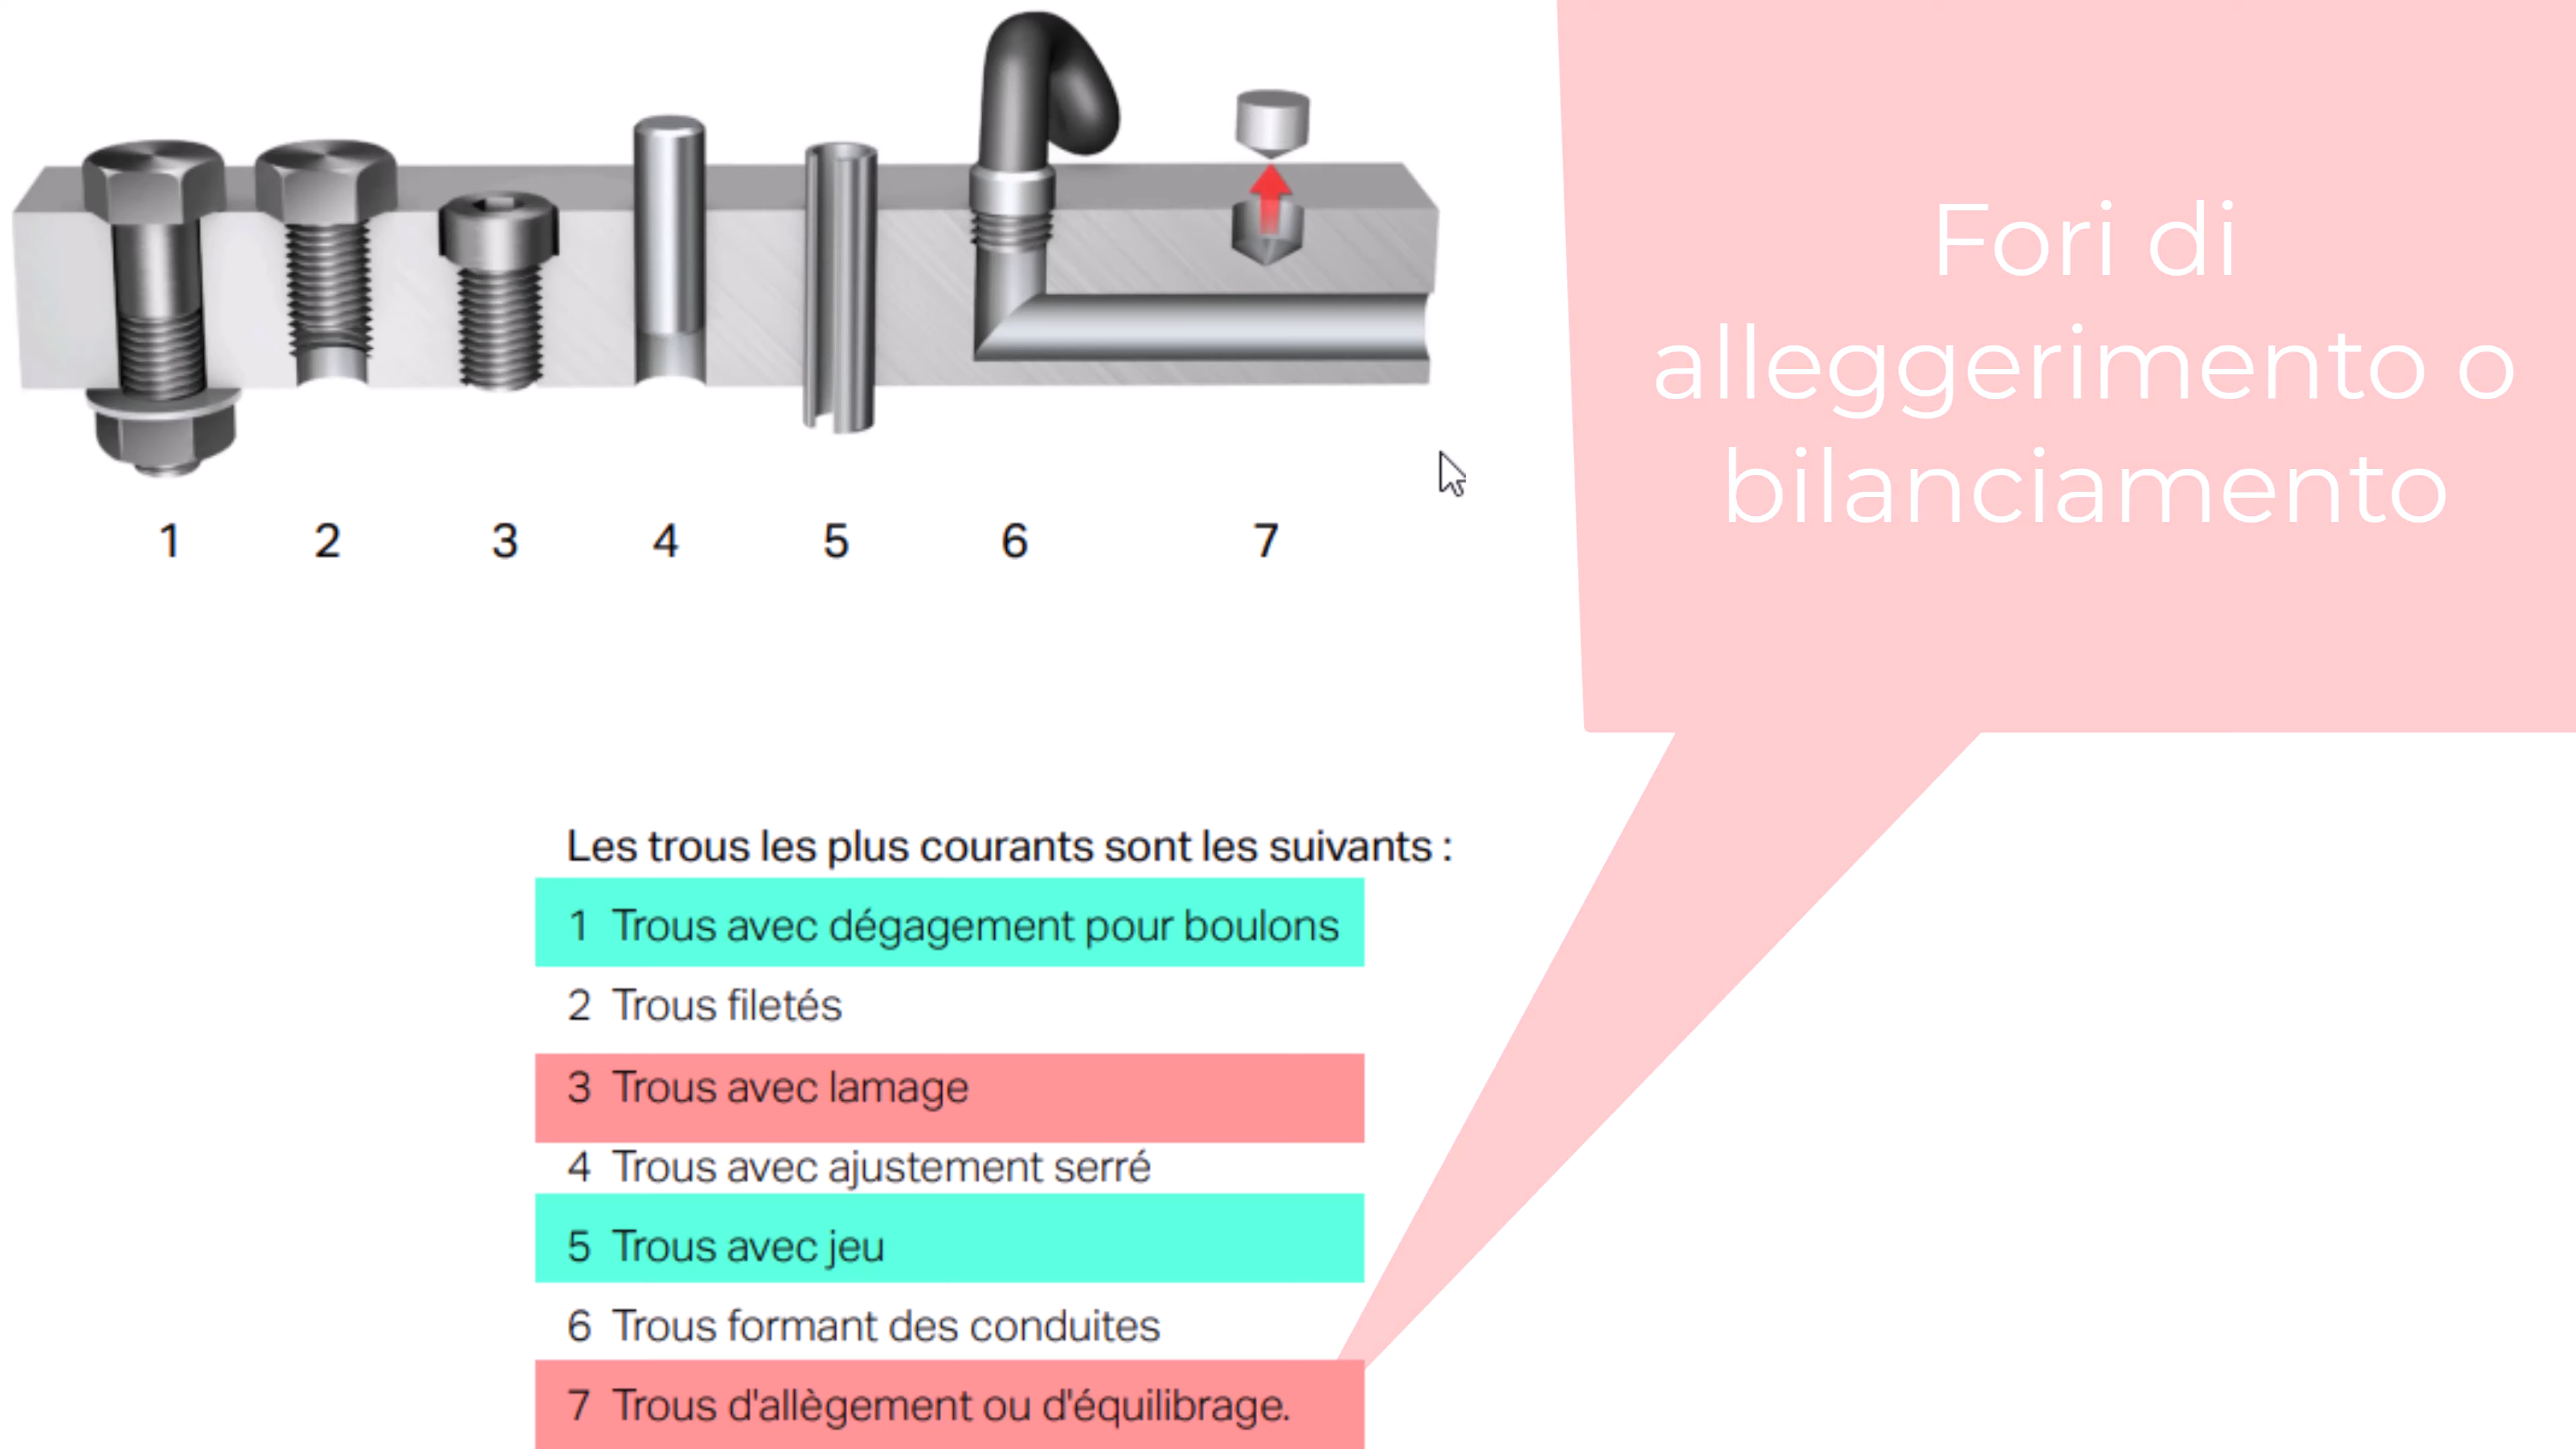 1 2 3 4 5 6 7
Fori di
alleggerimento o
bilanciamento
Les trous les plus courants sont les suivants :
1 Trous avec dégagement pour boulons
2 Trous filetés
3 Trous avec lamage
4 Trous avec ajustement serré
5 Trous avec jeu
6 Trous formant des conduites
7 Trous d'allègement ou d'équilibrage.